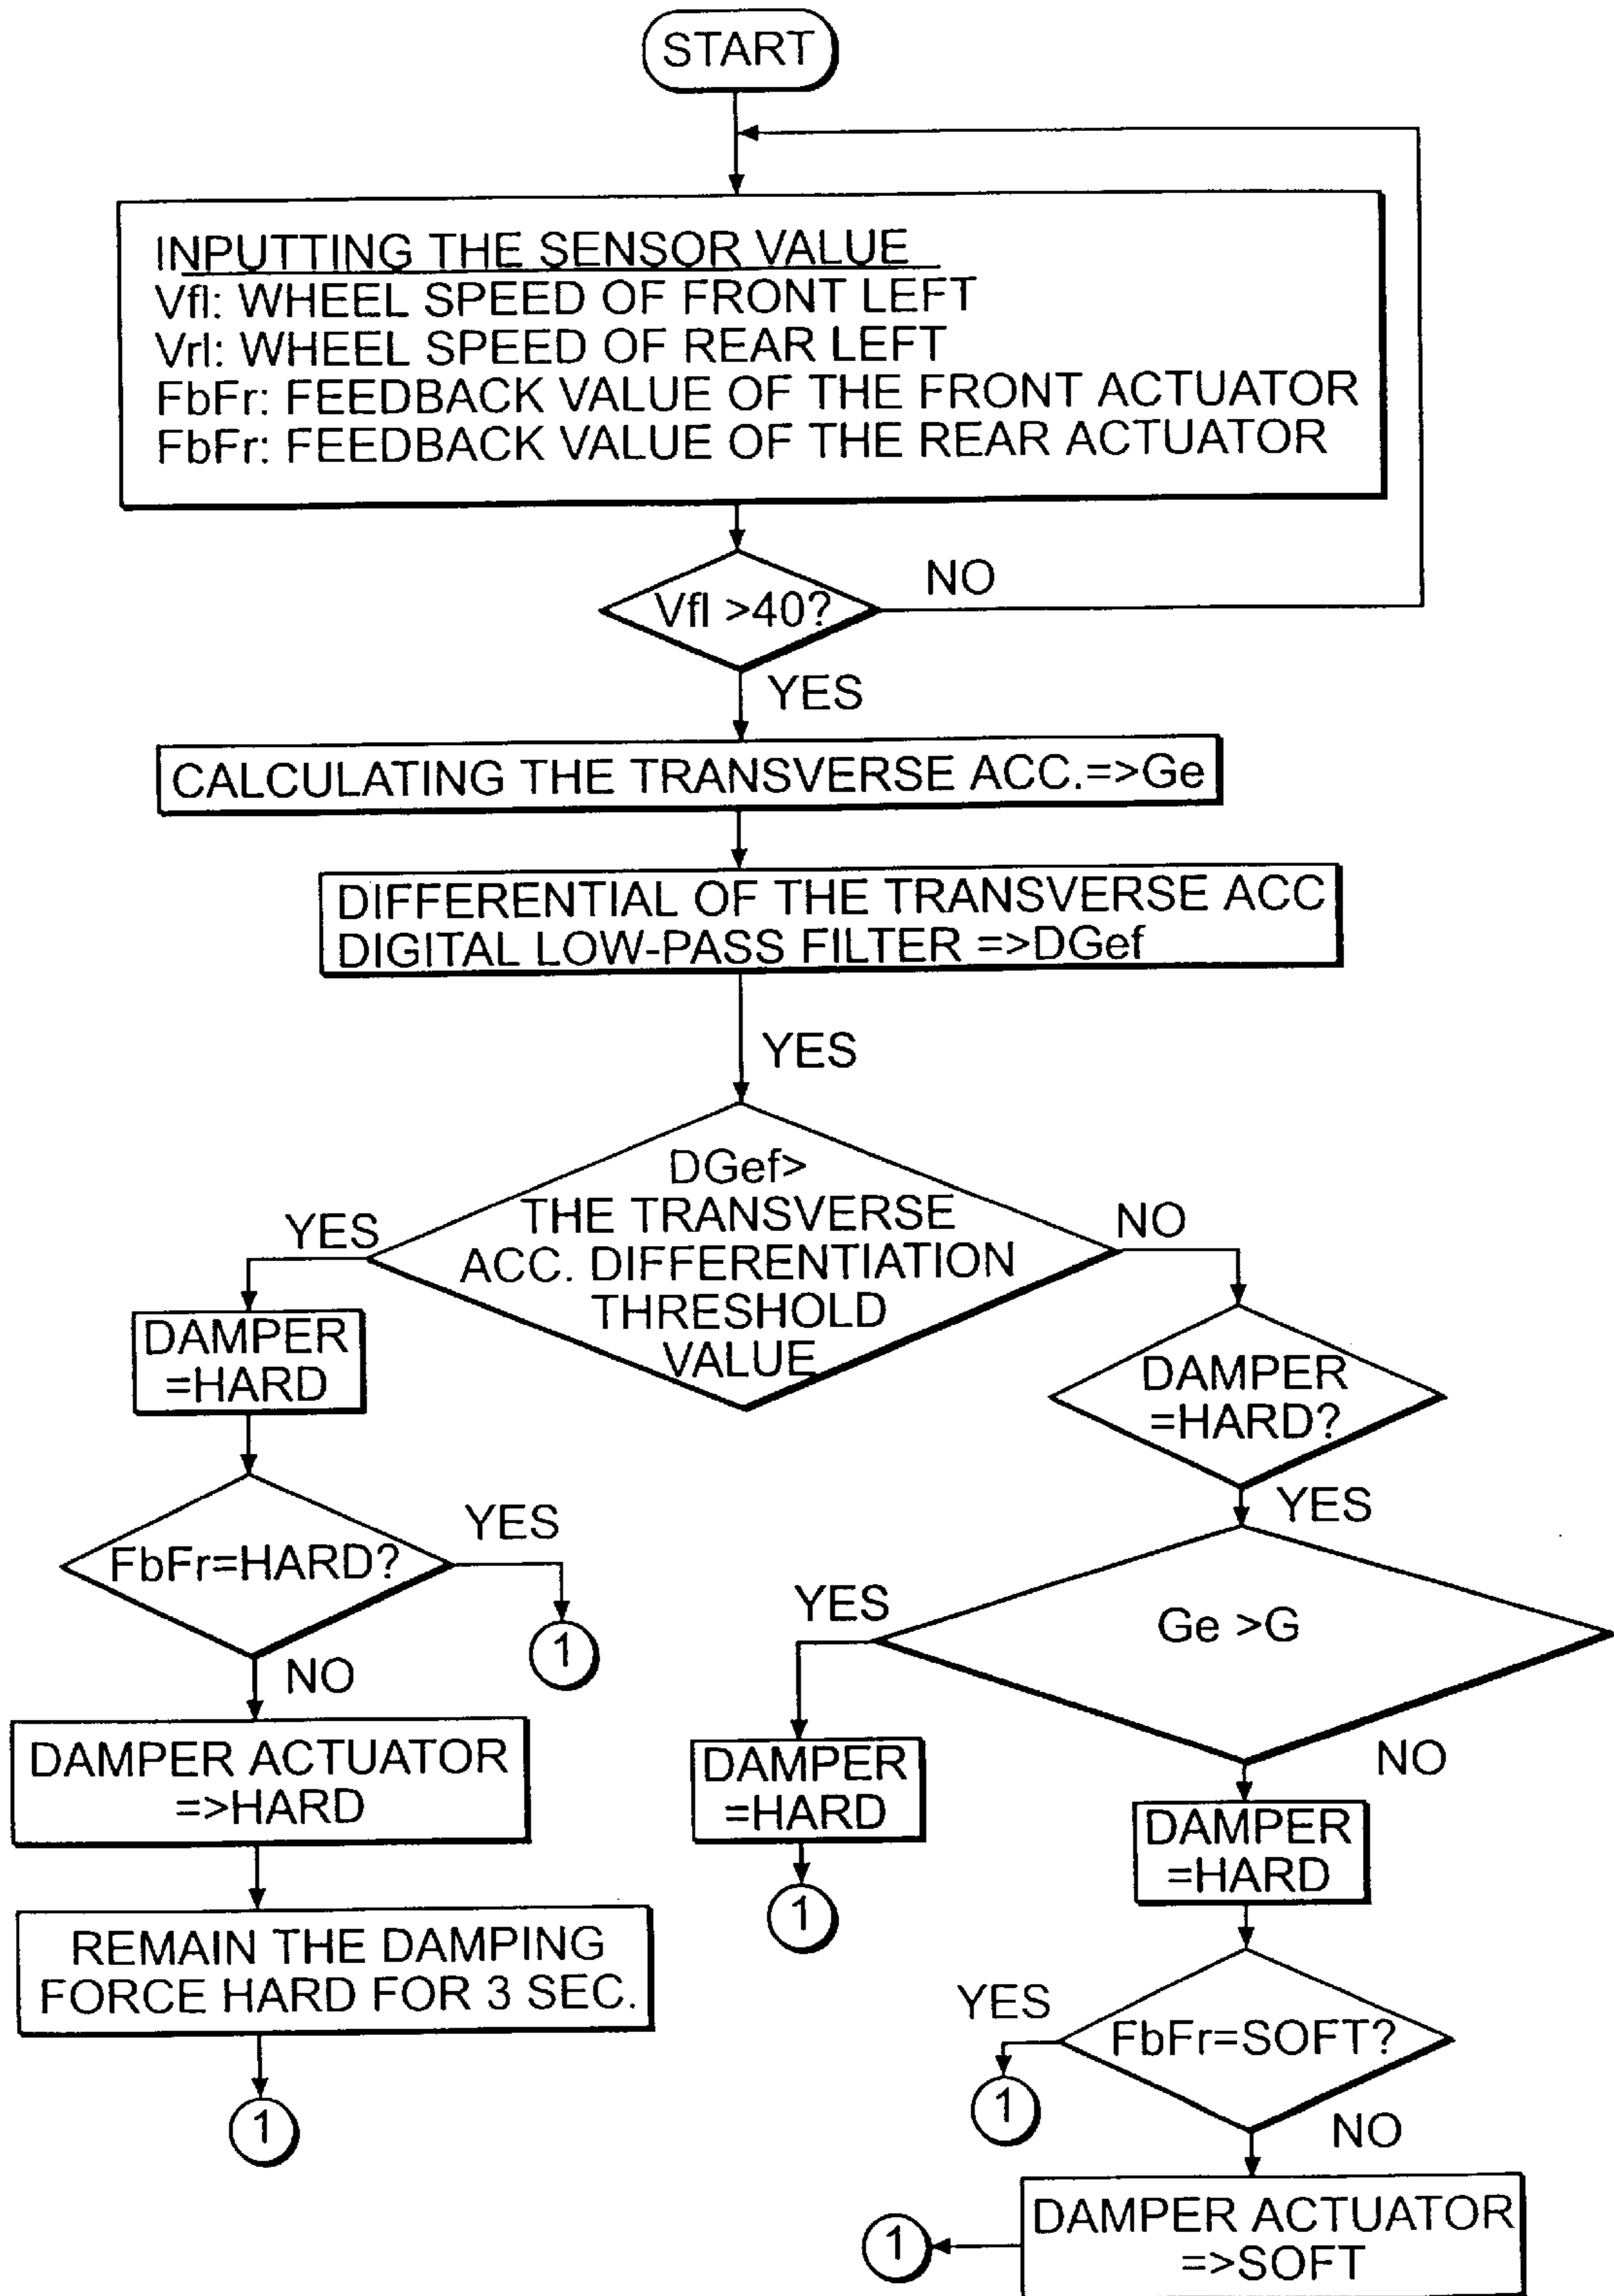 START
INPUTTING THE SENSOR VALUE
Vfl: WHEEL SPEED OF FRONT LEFT
Vrl: WHEEL SPEED OF REAR LEFT
FbFr: FEEDBACK VALUE OF THE FRONT ACTUATOR
FbFr: FEEDBACK VALUE OF THE REAR ACTUATOR
NO
Vfl >40?
YES
CALCULATING THE TRANSVERSE ACC.=>Ge
DIFFERENTIAL OF THE TRANSVERSE ACC
DIGITAL LOW-PASS FILTER =>DGef
YES
DGef>
THE TRANSVERSE
ACC. DIFFERENTIATION
THRESHOLD
VALUE
YES
NO
DAMPER
=HARD
DAMPER
=HARD?
YES
FbFr=HARD?
YES
1
NO
DAMPER ACTUATOR
=>HARD
REMAIN THE DAMPING
FORCE HARD FOR 3 SEC.
1
Ge >G
YES
DAMPER
=HARD
1
NO
DAMPER
=HARD
FbFr=SOFT?
YES
1
NO
DAMPER ACTUATOR
=>SOFT
1